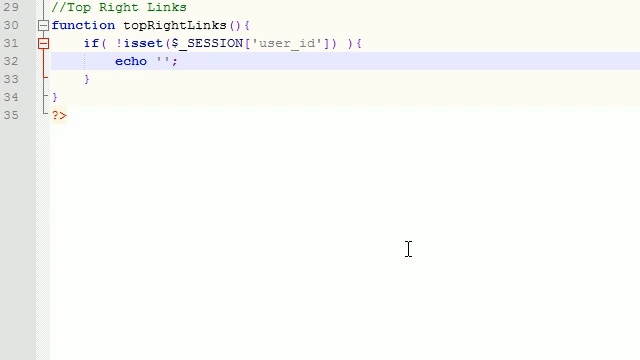 29 //Top Right Links
30 function topRightLinks(){
31 if( !isset($_SESSION['user_id']) ){
32 echo '';
33 }
34 }
35 ?>